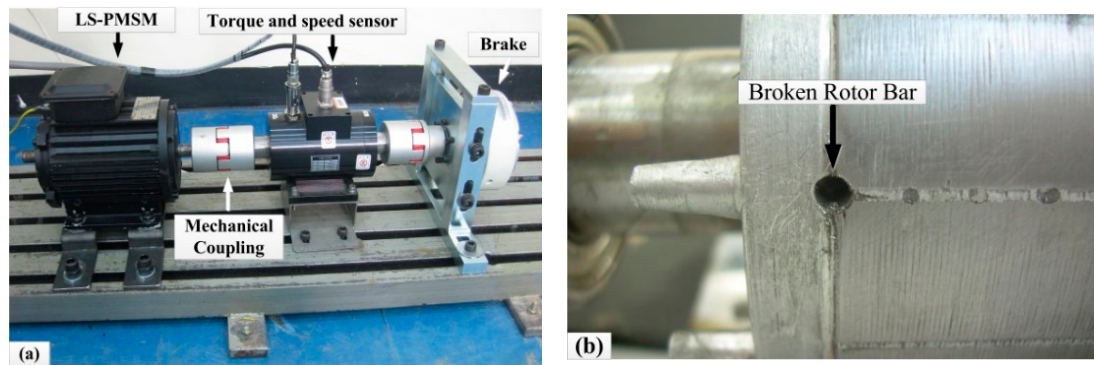 LS-PMSM
Torque and speed sensor
Brake
Mechanical
Coupling
(a)
Broken Rotor Bar
(b)